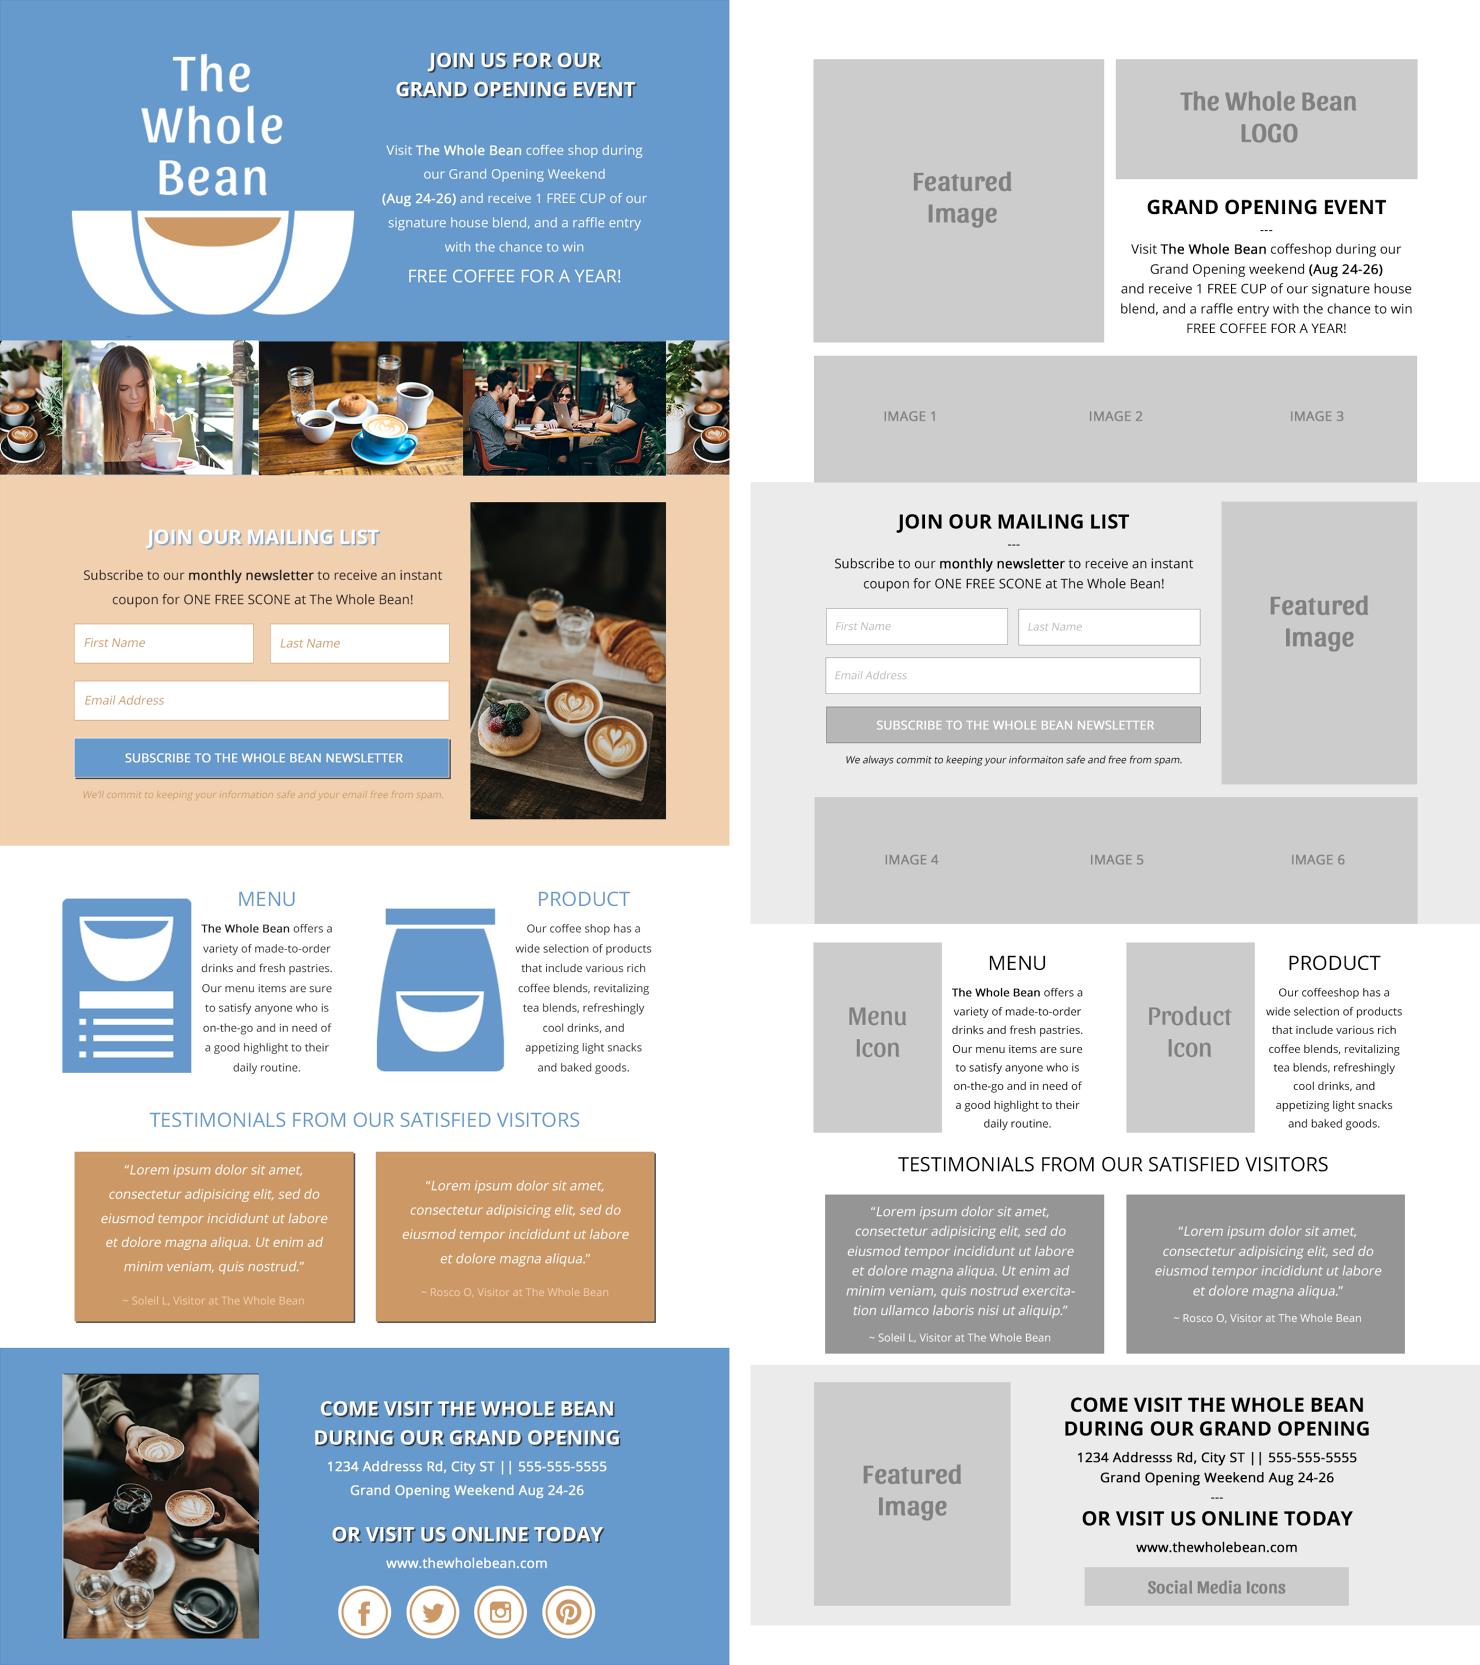 The
Whole
Bean
JOIN US FOR OUR
GRAND OPENING EVENT
Visit The Whole Bean coffee shop during
our Grand Opening Weekend
(Aug 24-26) and receive 1 FREE CUP of our
signature house blend, and a raffle entry
with the chance to win
FREE COFFEE FOR A YEAR!
JOIN OUR MAILING LIST
Subscribe to our monthly newsletter to receive an instant
coupon for ONE FREE SCONE at The Whole Bean!
First Name
Last Name
Email Address
SUBSCRIBE TO THE WHOLE BEAN NEWSLETTER
We'll commit to keeping your information safe and your email free from spam.
MENU
The Whole Bean offers a
variety of made-to-order
drinks and fresh pastries.
Our menu items are sure
to satisfy anyone who is
on-the-go and in need of
a good highlight to their
daily routine.
PRODUCT
Our coffee shop has a
wide selection of products
that include various rich
coffee blends, revitalizing
tea blends, refreshingly
cool drinks, and
appetizing light snacks
and baked goods.
TESTIMONIALS FROM OUR SATISFIED VISITORS
“Lorem ipsum dolor sit amet,
consectetur adipisicing elit, sed do
eiusmod tempor incididunt ut labore
et dolore magna aliqua. Ut enim ad
minim veniam, quis nostrud.”
~ Soleil L, Visitor at The Whole Bean
“Lorem ipsum dolor sit amet,
consectetur adipisicing elit, sed do
eiusmod tempor incididunt ut labore
et dolore magna aliqua.”
~ Rosco O, Visitor at The Whole Bean
COME VISIT THE WHOLE BEAN
DURING OUR GRAND OPENING
1234 Addresss Rd, City ST || 555-555-5555
Grand Opening Weekend Aug 24-26
OR VISIT US ONLINE TODAY
www.thewholebean.com
Featured
Image
The Whole Bean
LOGO
GRAND OPENING EVENT
---
Visit The Whole Bean coffeshop during our
Grand Opening weekend (Aug 24-26)
and receive 1 FREE CUP of our signature house
blend, and a raffle entry with the chance to win
FREE COFFEE FOR A YEAR!
IMAGE 1
IMAGE 2
IMAGE 3
JOIN OUR MAILING LIST
---
Subscribe to our monthly newsletter to receive an instant
coupon for ONE FREE SCONE at The Whole Bean!
First Name
Last Name
Email Address
SUBSCRIBE TO THE WHOLE BEAN NEWSLETTER
We always commit to keeping your informaiton safe and free from spam.
Featured
Image
IMAGE 4
IMAGE 5
IMAGE 6
Menu
Icon
MENU
The Whole Bean offers a
variety of made-to-order
drinks and fresh pastries.
Our menu items are sure
to satisfy anyone who is
on-the-go and in need of
a good highlight to their
daily routine.
Product
Icon
PRODUCT
Our coffeeshop has a
wide selection of products
that include various rich
coffee blends, revitalizing
tea blends, refreshingly
cool drinks, and
appetizing light snacks
and baked goods.
TESTIMONIALS FROM OUR SATISFIED VISITORS
“Lorem ipsum dolor sit amet,
consectetur adipisicing elit, sed do
eiusmod tempor incididunt ut labore
et dolore magna aliqua. Ut enim ad
minim veniam, quis nostrud exercita-
tion ullamco laboris nisi ut aliquip.”
~ Soleil L, Visitor at The Whole Bean
“Lorem ipsum dolor sit amet,
consectetur adipisicing elit, sed do
eiusmod tempor incididunt ut labore
et dolore magna aliqua.”
~ Rosco O, Visitor at The Whole Bean
Featured
Image
COME VISIT THE WHOLE BEAN
DURING OUR GRAND OPENING
1234 Addresss Rd, City ST || 555-555-5555
Grand Opening Weekend Aug 24-26
---
OR VISIT US ONLINE TODAY
www.thewholebean.com
Social Media Icons